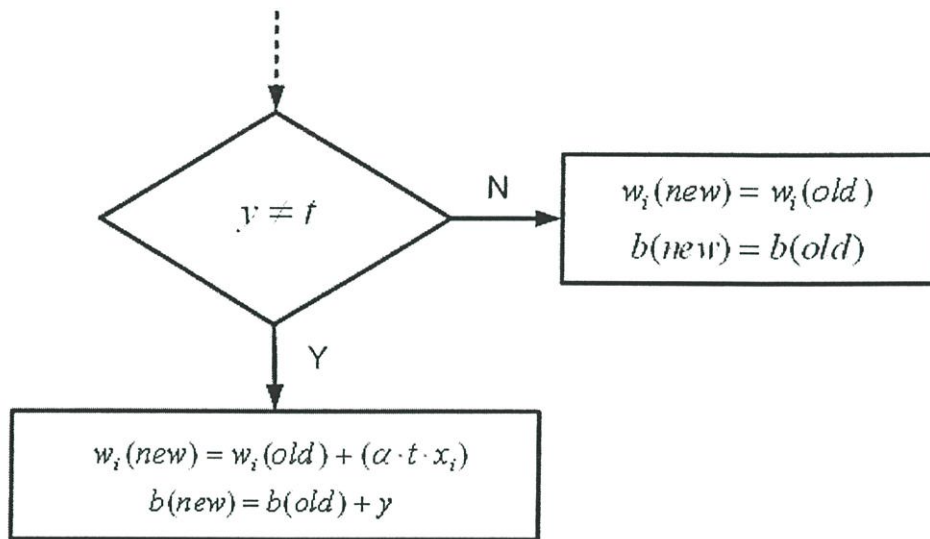 y ≠ t
N
w_i(new) = w_i(old)
b(new) = b(old)
Y
w_i(new) = w_i(old) + (α · t · x_i)
b(new) = b(old) + y